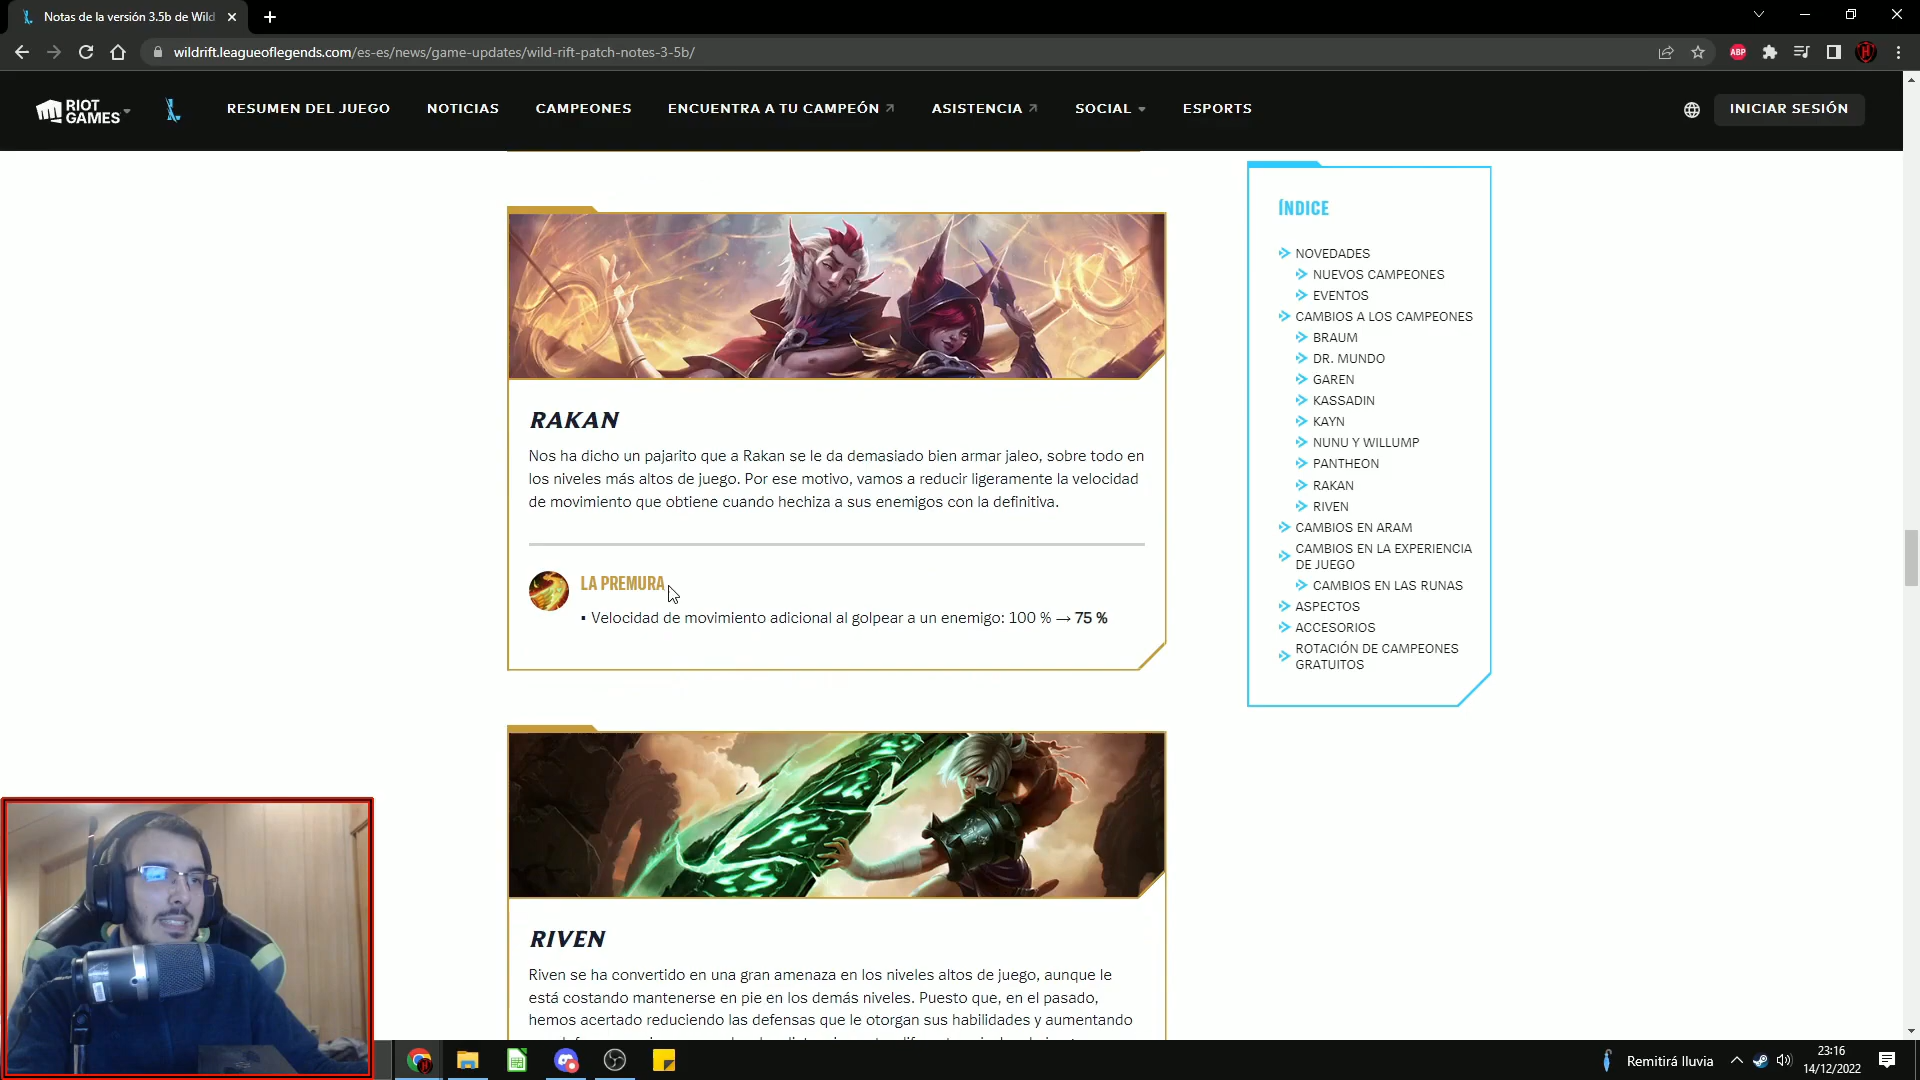 Notas de la versión 3.5b de Wild
wildrift.leagueoflegends.com/es-es/news/game-updates/wild-rift-patch-notes-3-5b/
ABP
RIOT GAMES
RESUMEN DEL JUEGO
NOTICIAS
CAMPEONES
ENCUENTRA A TU CAMPEÓN
ASISTENCIA
SOCIAL
ESPORTS
INICIAR SESIÓN
RAKAN
Nos ha dicho un pajarito que a Rakan se le da demasiado bien armar jaleo, sobre todo en
los niveles más altos de juego. Por ese motivo, vamos a reducir ligeramente la velocidad
de movimiento que obtiene cuando hechiza a sus enemigos con la definitiva.
LA PREMURA
▪ Velocidad de movimiento adicional al golpear a un enemigo: 100 % → 75 %
RIVEN
Riven se ha convertido en una gran amenaza en los niveles altos de juego, aunque le
está costando mantenerse en pie en los demás niveles. Puesto que, en el pasado,
hemos acertado reduciendo las defensas que le otorgan sus habilidades y aumentando
ÍNDICE
NOVEDADES
NUEVOS CAMPEONES
EVENTOS
CAMBIOS A LOS CAMPEONES
BRAUM
DR. MUNDO
GAREN
KASSADIN
KAYN
NUNU Y WILLUMP
PANTHEON
RAKAN
RIVEN
CAMBIOS EN ARAM
CAMBIOS EN LA EXPERIENCIA
DE JUEGO
CAMBIOS EN LAS RUNAS
ASPECTOS
ACCESORIOS
ROTACIÓN DE CAMPEONES
GRATUITOS
Remitirá lluvia
23:16
14/12/2022